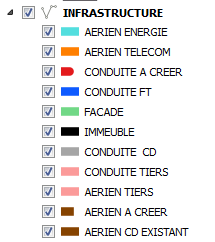 INFRASTRUCTURE
AERIEN ENERGIE
AERIEN TELECOM
CONDUITE A CREER
CONDUITE FT
FACADE
IMMEUBLE
CONDUITE  CD
CONDUITE TIERS
AERIEN TIERS
AERIEN A CREER
AERIEN CD EXISTANT